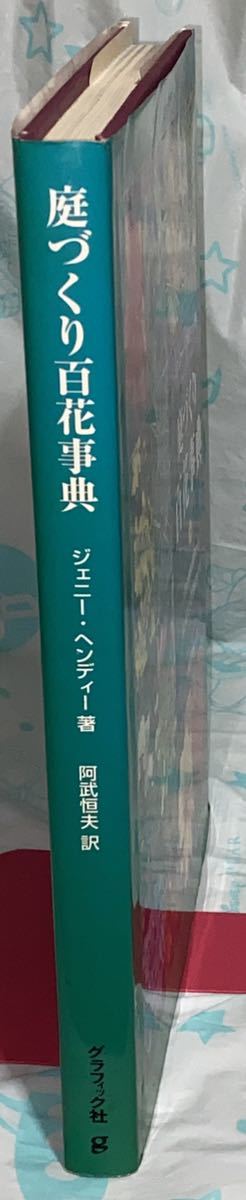 庭づくり百花事典
ジェニー・ヘンディー 著
阿武恒夫 訳
グラフィック社
g